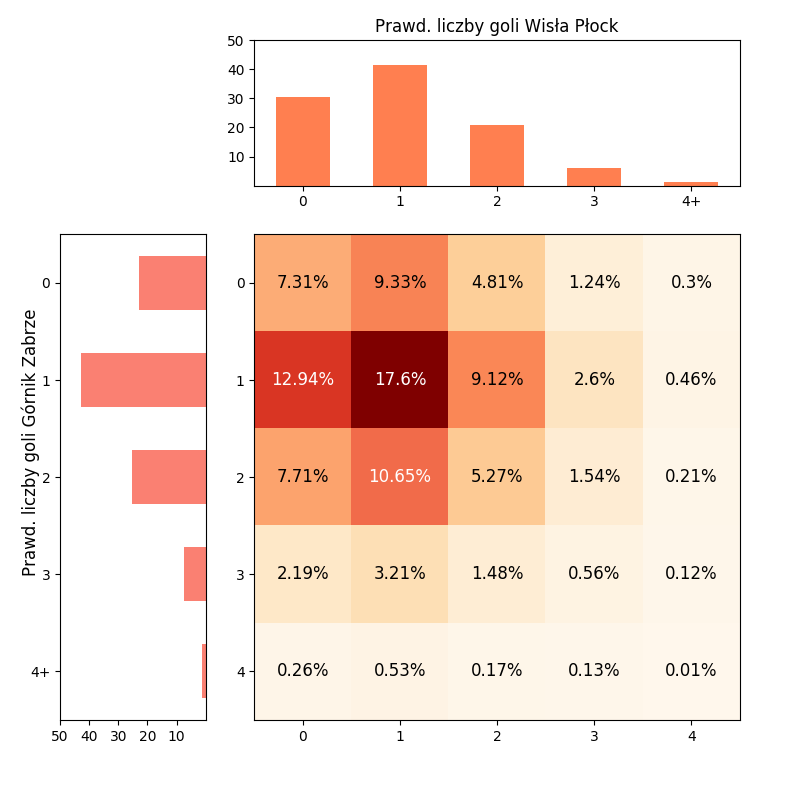 Prawd. liczby goli Wisła Płock
50
40
30
20
10
0 1 2 3 4+
Prawd. liczby goli Górnik Zabrze
0
1
2
3
4+
50 40 30 20 10
0 7.31% 9.33% 4.81% 1.24% 0.3%
1 12.94% 17.6% 9.12% 2.6% 0.46%
2 7.71% 10.65% 5.27% 1.54% 0.21%
3 2.19% 3.21% 1.48% 0.56% 0.12%
4 0.26% 0.53% 0.17% 0.13% 0.01%
0 1 2 3 4